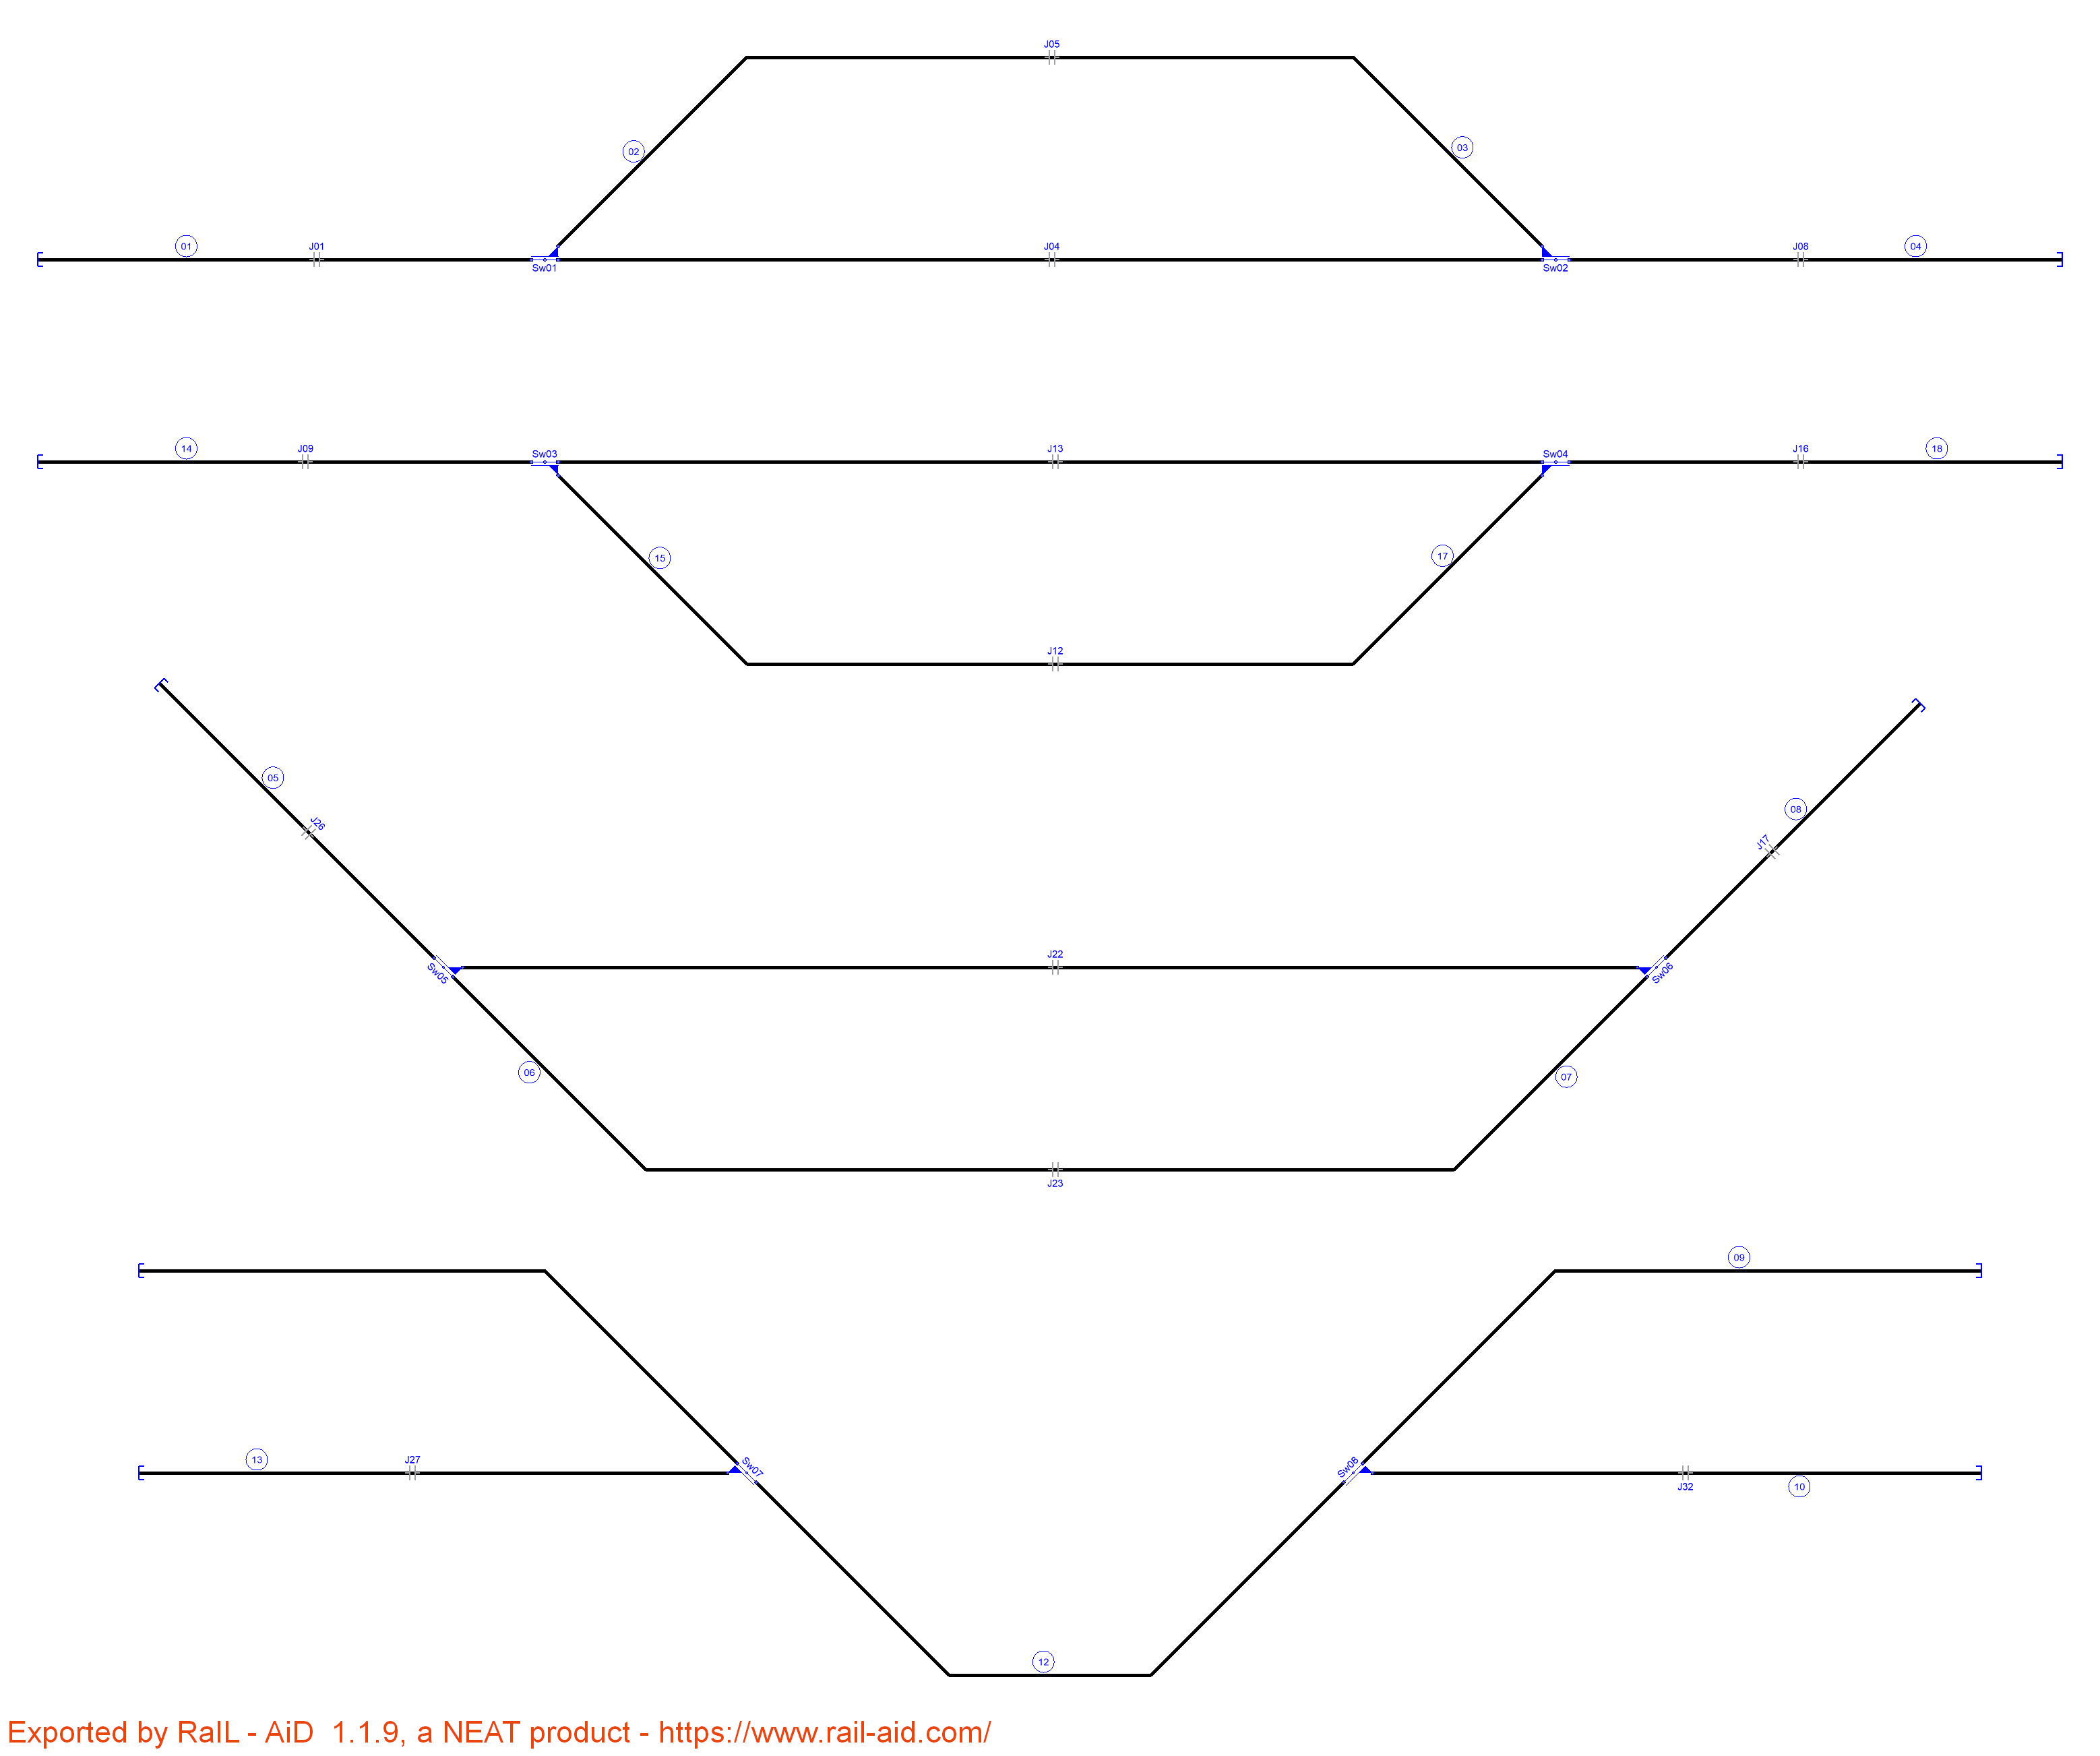 J05
02
03
01
J01
Sw01
J04
Sw02
J08
04
14
J09
Sw03
J13
Sw04
J16
18
15
17
J12
05
J26
08
J17
Sw05
J22
Sw06
06
07
J23
09
13
J27
Sw07
Sw08
J32
10
12
Exported by RaIL - AiD 1.1.9, a NEAT product - https://www.rail-aid.com/